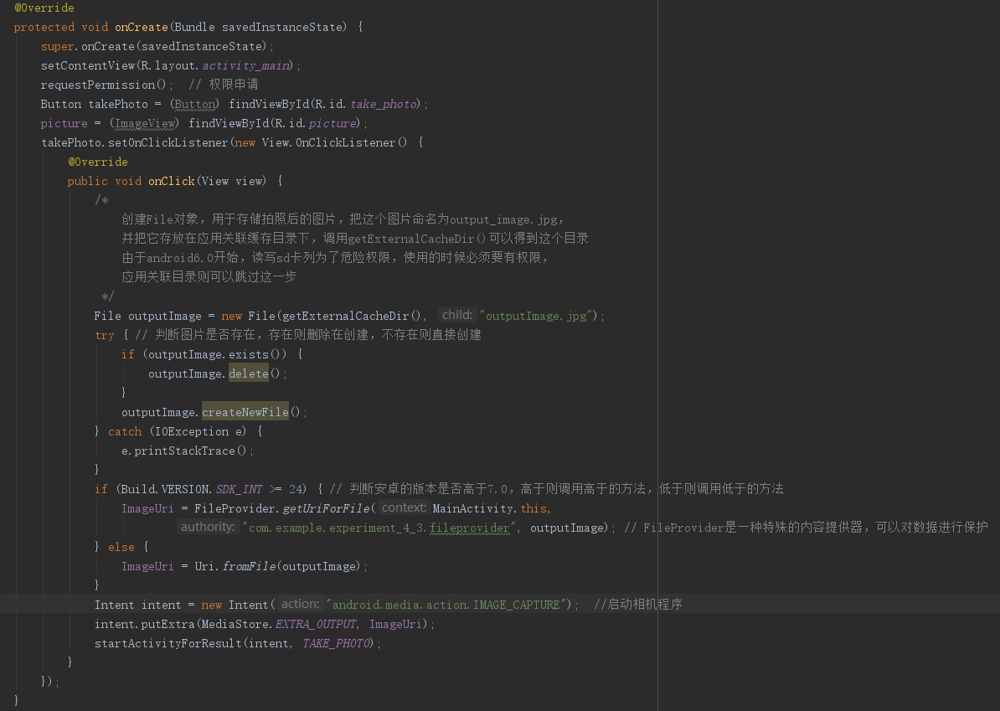 @Override
protected void onCreate(Bundle savedInstanceState) {
    super.onCreate(savedInstanceState);
    setContentView(R.layout.activity_main);
    requestPermission();  // 权限申请
    Button takePhoto = (Button) findViewById(R.id.take_photo);
    picture = (ImageView) findViewById(R.id.picture);
    takePhoto.setOnClickListener(new View.OnClickListener() {
        @Override
        public void onClick(View view) {
            /*
                创建File对象，用于存储拍照后的图片，把这个图片命名为output_image.jpg,
                并把它存放在应用关联缓存目录下，调用getExternalCacheDir()可以得到这个目录
                由于android6.0开始，读写sd卡列为了危险权限，使用的时候必须要有权限，
                应用关联目录则可以跳过这一步
             */
            File outputImage = new File(getExternalCacheDir(), child: "outputImage.jpg");
            try { // 判断图片是否存在，存在则删除在创建，不存在则直接创建
                if (outputImage.exists()) {
                    outputImage.delete();
                }
                outputImage.createNewFile();
            } catch (IOException e) {
                e.printStackTrace();
            }
            if (Build.VERSION.SDK_INT >= 24) { // 判断安卓的版本是否高于7.0，高于则调用高于的方法，低于则调用低于的方法
                ImageUri = FileProvider.getUriForFile( context: MainActivity.this,
                        authority: "com.example.experiment_4_3.fileprovider", outputImage); // FileProvider是一种特殊的内容提供器，可以对数据进行保护
            } else {
                ImageUri = Uri.fromFile(outputImage);
            }
            Intent intent = new Intent( action: "android.media.action.IMAGE_CAPTURE");  //启动相机程序
            intent.putExtra(MediaStore.EXTRA_OUTPUT, ImageUri);
            startActivityForResult(intent, TAKE_PHOTO);
        }
    });
}